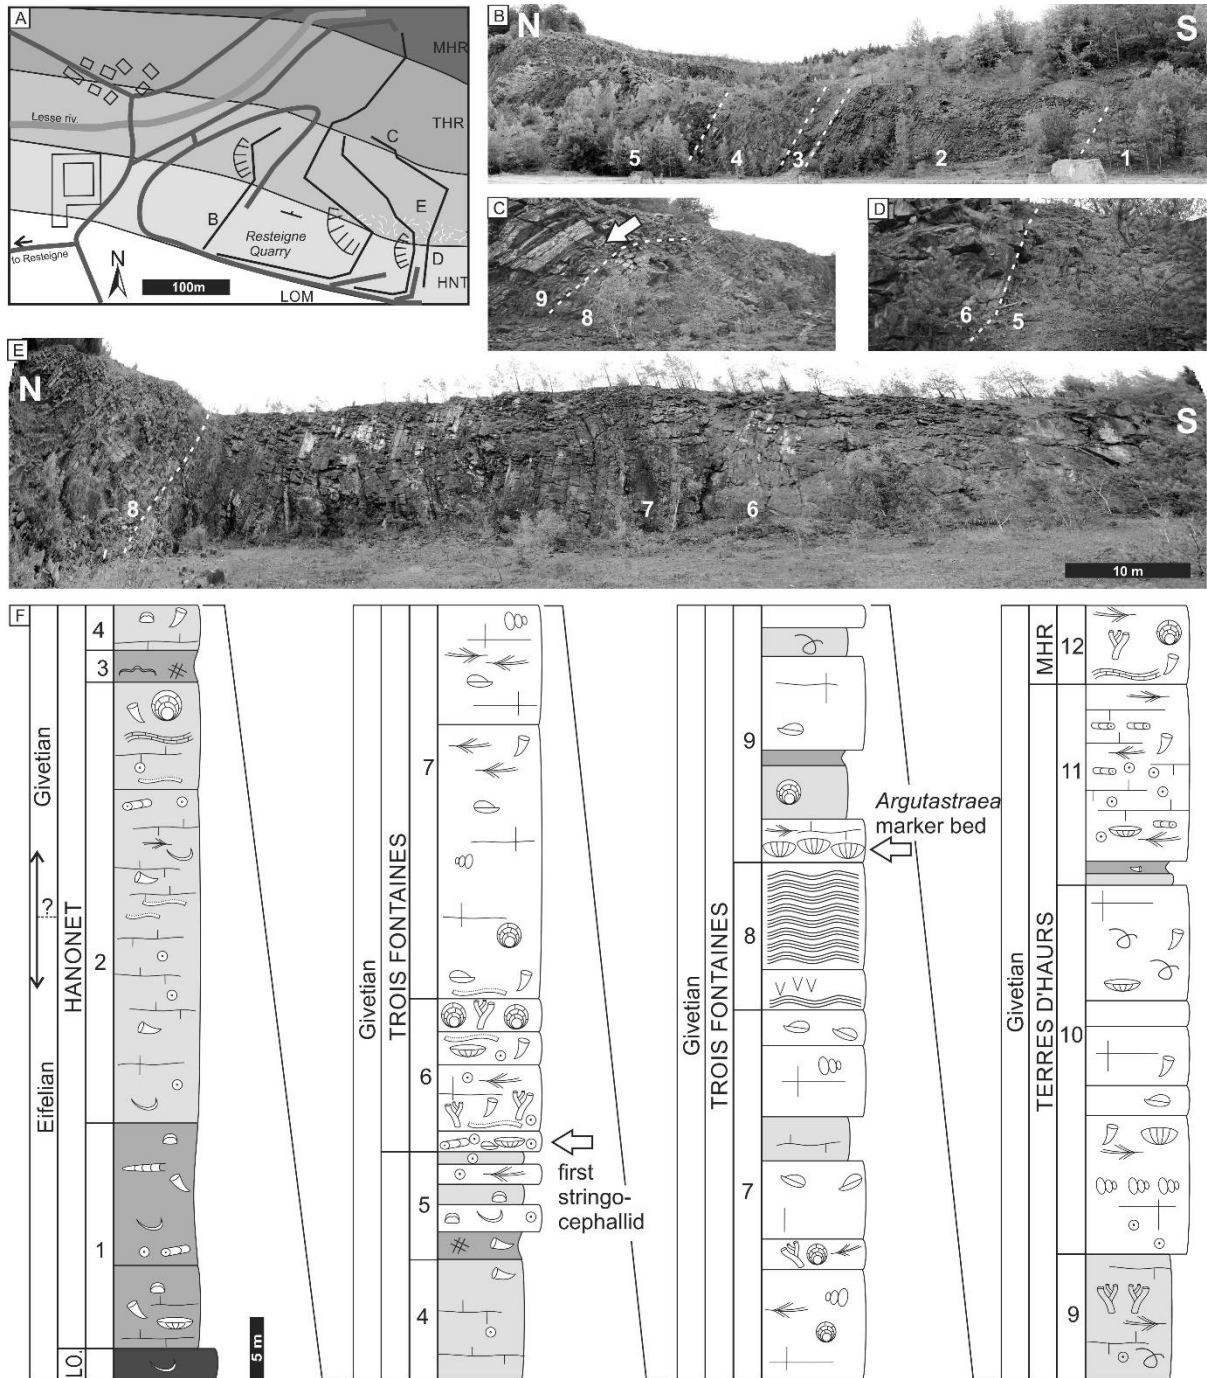 A
MHR
Lesse riv.
THR
C
B
E
Resteigne
Quarry
D
to Resteigne
N
HNT
100m
LOM
B
N
S
5
4
3
2
1
C
9
8
D
6
5
E
N
S
8
7
6
10 m
F
Givetian
?
Eifelian
HANONET
LO.
4
3
2
1
5 m
Givetian
TROIS FONTAINES
7
6
5
4
first
stringo-
cephallid
Givetian
TROIS FONTAINES
9
8
7
Argutastraea
marker bed
Givetian
MHR
TERRES D'HAURS
12
11
10
9